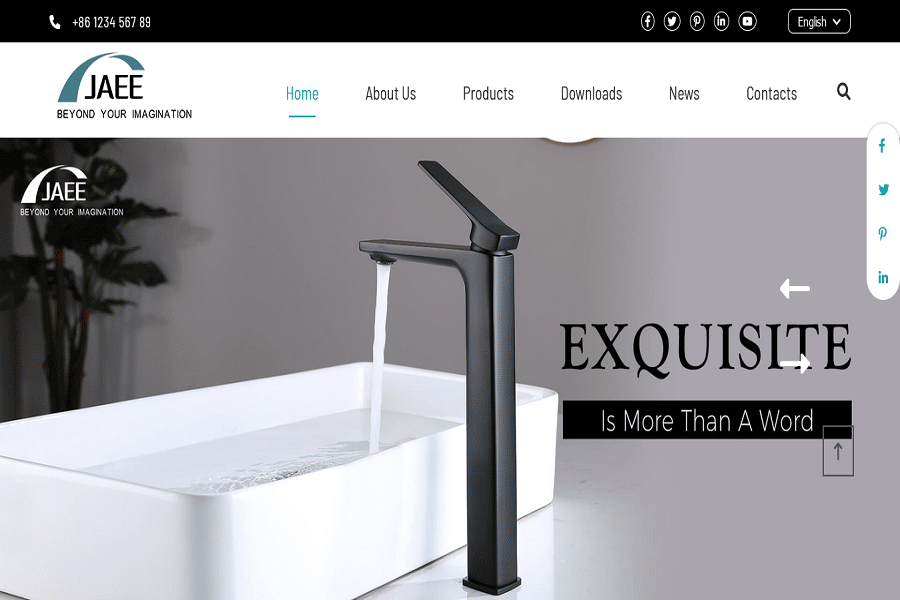 +86 1234 567 89
English
JAEE
BEYOND YOUR IMAGINATION
Home
About Us
Products
Downloads
News
Contacts
JAEE
BEYOND YOUR IMAGINATION
EXQUISITE
Is More Than A Word